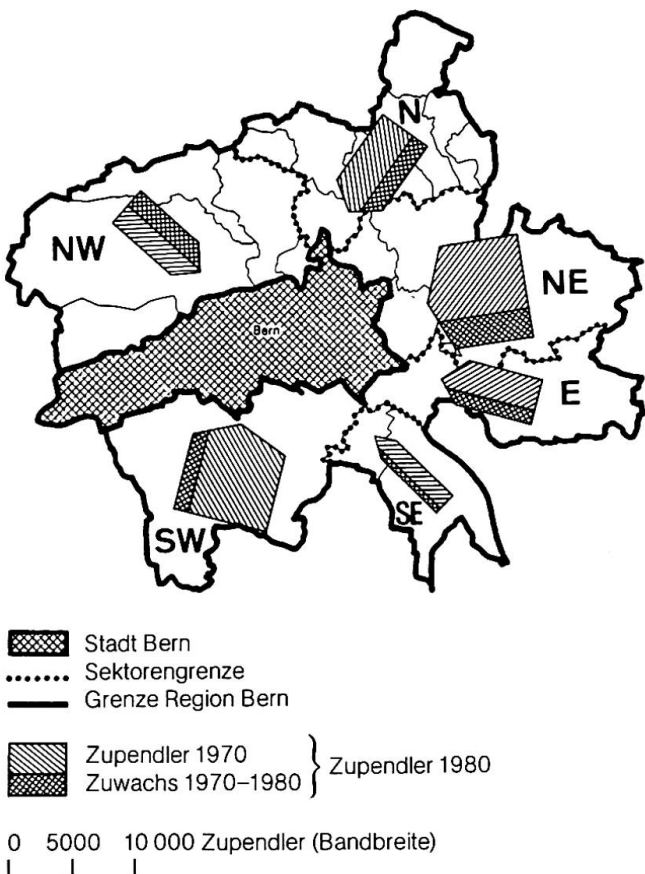 N
NW
NE
Bern
E
SE
SW
Stadt Bern
Sektorengrenze
Grenze Region Bern
Zupendler 1970
Zuwachs 1970–1980
Zupendler 1980
0 5000 10 000 Zupendler (Bandbreite)